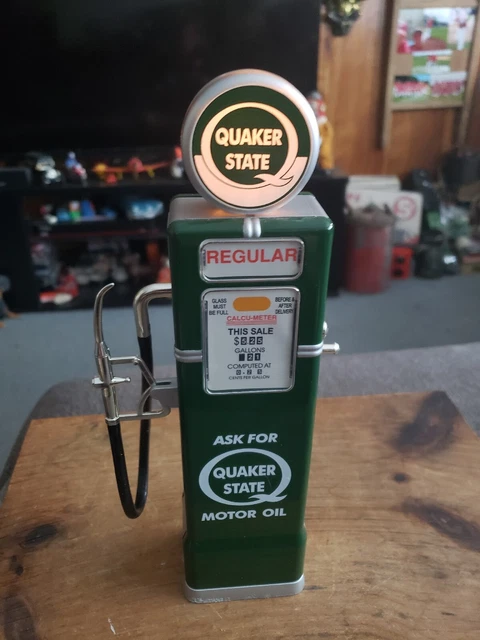 QUAKER
STATE
REGULAR
GLASS
MUST
BE FULL
BEFORE &
AFTER
DELIVERY
CALCU-METER
THIS SALE
$
GALLONS
COMPUTED AT
CENTS PER GALLON
ASK FOR
QUAKER
STATE
MOTOR OIL